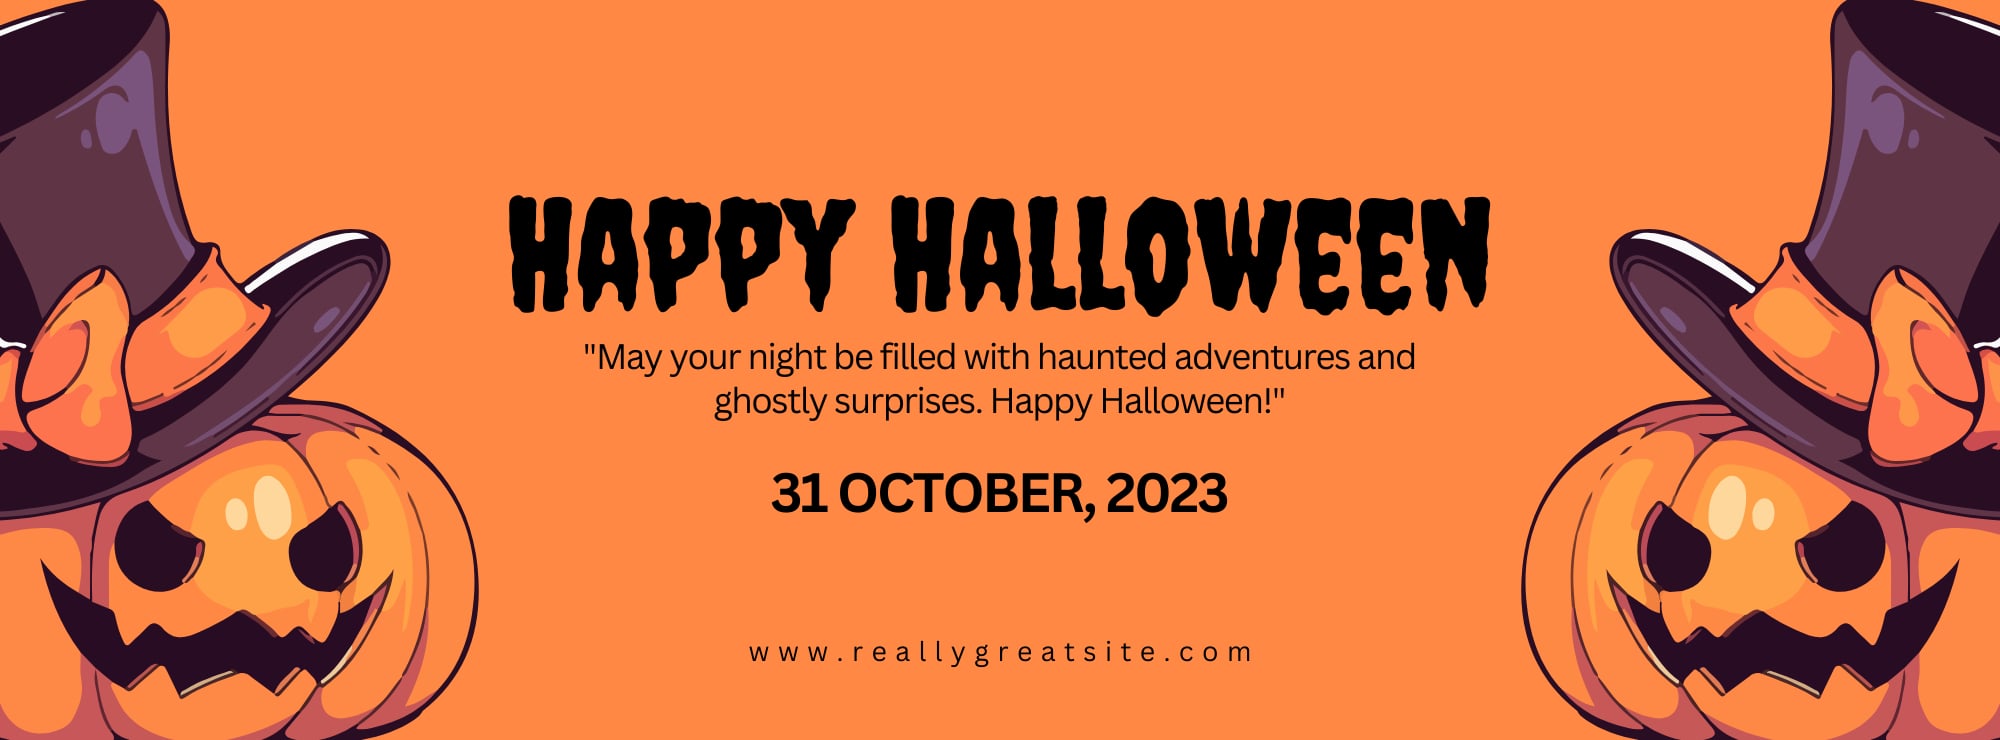 HAPPY HALLOWEEN
"May your night be filled with haunted adventures and
ghostly surprises. Happy Halloween!"
31 OCTOBER, 2023
www.reallygreatsite.com